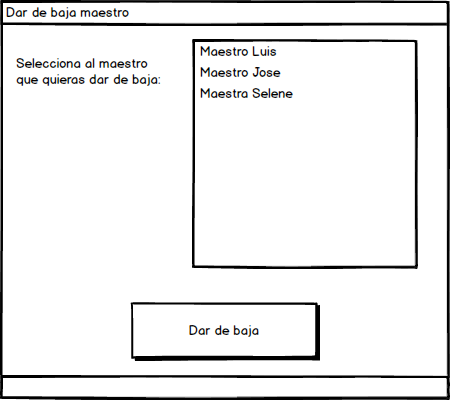 Dar de baja maestro
Selecciona al maestro
que quieras dar de baja:
Maestro Luis
Maestro Jose
Maestra Selene
Dar de baja